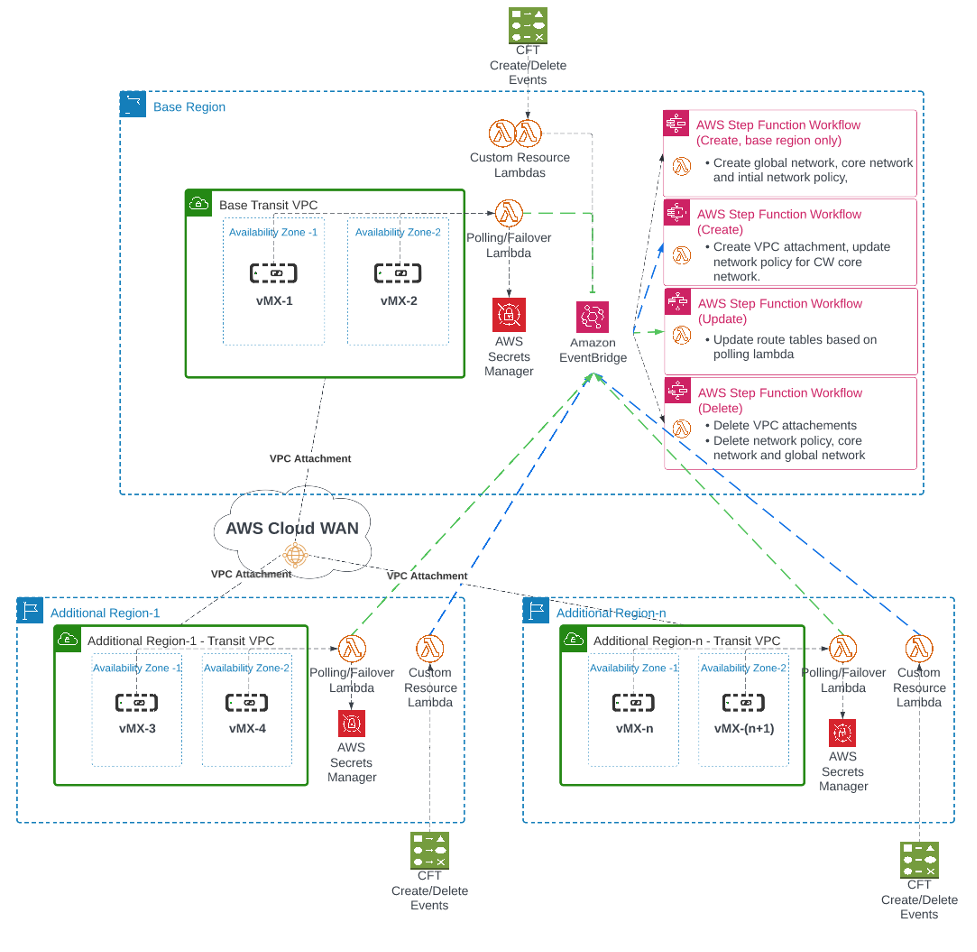 CFT
Create/Delete
Events
Base Region
Custom Resource
Lambdas
AWS Step Function Workflow
(Create, base region only)
• Create global network, core network
and intial network policy,
Base Transit VPC
Availability Zone -1
Availability Zone-2
vMX-1
vMX-2
Polling/Failover
Lambda
AWS Step Function Workflow
(Create)
• Create VPC attachment, update
network policy for CW core
network.
AWS
Secrets
Manager
Amazon
EventBridge
AWS Step Function Workflow
(Update)
• Update route tables based on
polling lambda
AWS Step Function Workflow
(Delete)
• Delete VPC attachements
• Delete network policy, core
network and global network
VPC Attachment
AWS Cloud WAN
VPC Attachment
VPC Attachment
Additional Region-1
Additional Region-1 - Transit VPC
Availability Zone -1
Availability Zone-2
vMX-3
vMX-4
Polling/Failover
Lambda
Custom
Resource
Lambda
AWS
Secrets
Manager
CFT
Create/Delete
Events
Additional Region-n
Additional Region-n - Transit VPC
Availability Zone -1
Availability Zone-2
vMX-n
vMX-(n+1)
Polling/Failover
Lambda
Custom
Resource
Lambda
AWS
Secrets
Manager
CFT
Create/Delete
Events